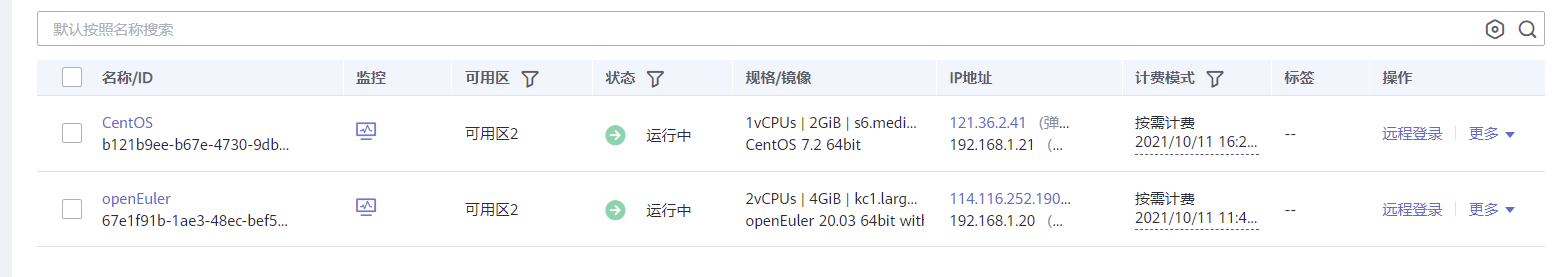 默认按照名称搜索
名称/ID 监控 可用区 状态 规格/镜像 IP地址 计费模式 标签 操作
CentOS 1vCPUs | 2GiB | s6.medi... 121.36.2.41 (弹... 按需计费
可用区2 运行中 -- 远程登录 更多
b121b9ee-b67e-4730-9db... CentOS 7.2 64bit 192.168.1.21 (... 2021/10/11 16:2...
openEuler 2vCPUs | 4GiB | kc1.larg... 114.116.252.190... 按需计费
可用区2 运行中 -- 远程登录 更多
67e1f91b-1ae3-48ec-bef5... openEuler 20.03 64bit with 192.168.1.20 (... 2021/10/11 11:4...